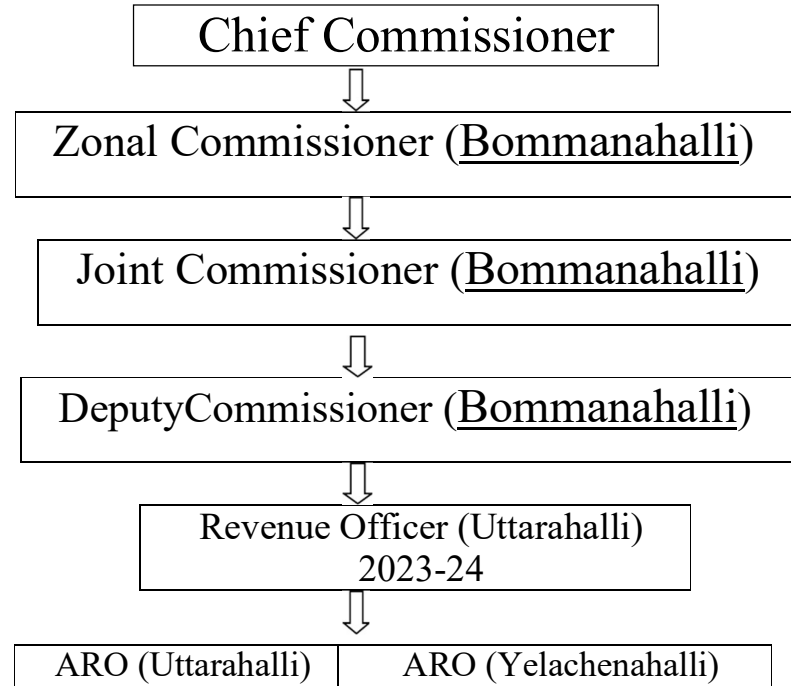 Chief Commissioner
Zonal Commissioner (Bommanahalli)
Joint Commissioner (Bommanahalli)
DeputyCommissioner (Bommanahalli)
Revenue Officer (Uttarahalli)
2023-24
ARO (Uttarahalli) ARO (Yelachenahalli)